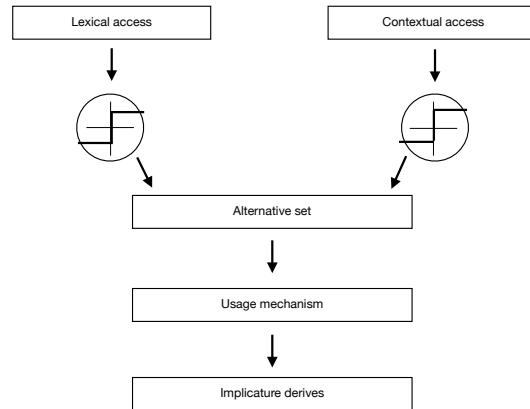 Lexical access
Contextual access
Alternative set
Usage mechanism
Implicature derives